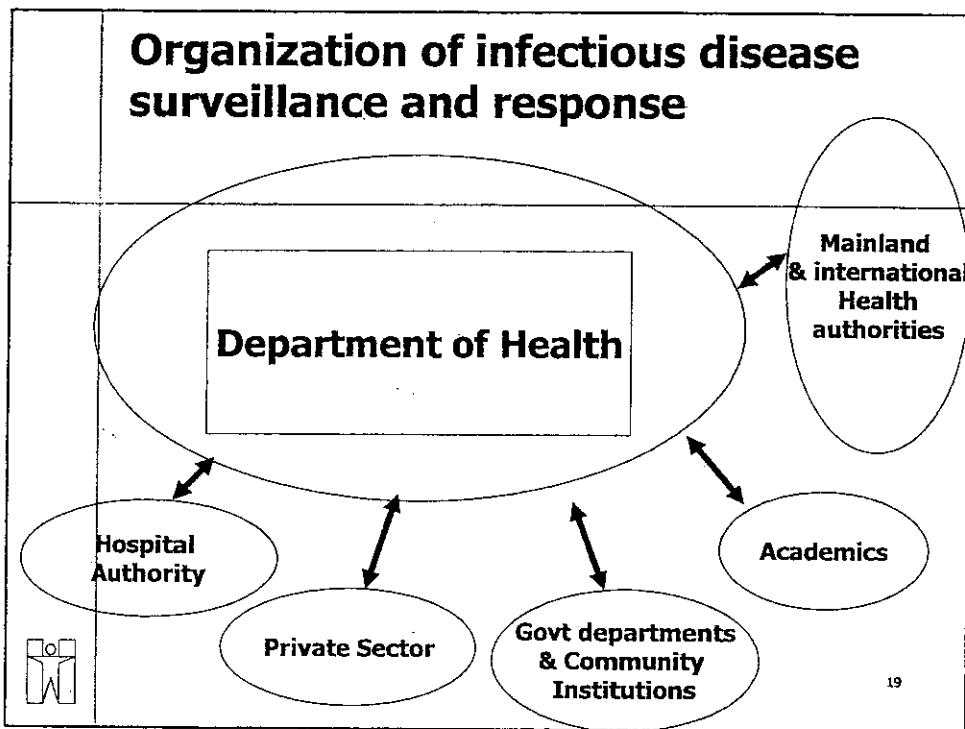 Organization of infectious disease
surveillance and response
Mainland
& international
Health
authorities
Department of Health
Hospital
Authority
Private Sector
Govt departments
& Community
Institutions
Academics
19